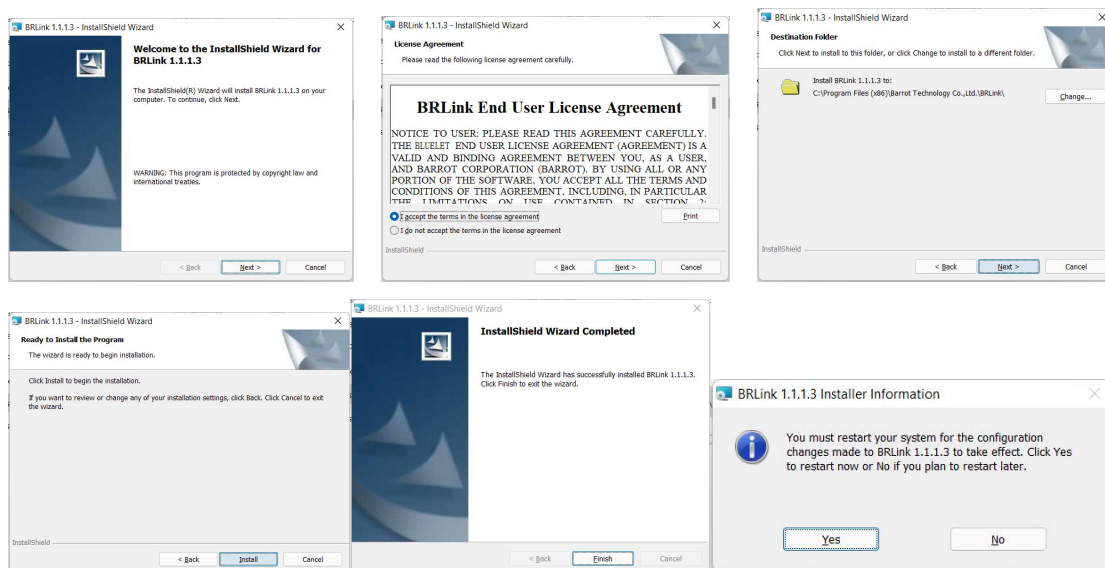 BRLink 1.1.1.3 - InstallShield Wizard
Welcome to the InstallShield Wizard for
BRLink 1.1.1.3
The InstallShield(R) Wizard will install BRLink 1.1.1.3 on your
computer. To continue, click Next.
WARNING: This program is protected by copyright law and
international treaties.
< Back Next > Cancel
BRLink 1.1.1.3 - InstallShield Wizard
License Agreement
Please read the following license agreement carefully.
BRLink End User License Agreement
NOTICE TO USER: PLEASE READ THIS AGREEMENT CAREFULLY.
THE BLUELET END USER LICENSE AGREEMENT (AGREEMENT) IS A
VALID AND BINDING AGREEMENT BETWEEN YOU, AS A USER,
AND BARROT CORPORATION (BARROT). BY USING ALL OR ANY
PORTION OF THE SOFTWARE, YOU ACCEPT ALL THE TERMS AND
CONDITIONS OF THIS AGREEMENT, INCLUDING, IN PARTICULAR
THE LIMITATIONS ON USE CONTAINED IN SECTION 2:
I accept the terms in the license agreement
Print
I do not accept the terms in the license agreement
InstallShield
< Back Next > Cancel
BRLink 1.1.1.3 - InstallShield Wizard
Destination Folder
Click Next to install to this folder, or click Change to install to a different folder.
Install BRLink 1.1.1.3 to:
C:\Program Files (x86)\Barrot Technology Co.,Ltd.\BRLink\
Change...
InstallShield
< Back Next > Cancel
BRLink 1.1.1.3 - InstallShield Wizard
Ready to Install the Program
The wizard is ready to begin installation.
Click Install to begin the installation.
If you want to review or change any of your installation settings, click Back. Click Cancel to exit
the wizard.
InstallShield
< Back Install Cancel
BRLink 1.1.1.3 - InstallShield Wizard
InstallShield Wizard Completed
The InstallShield Wizard has successfully installed BRLink 1.1.1.3.
Click Finish to exit the wizard.
< Back Finish Cancel
BRLink 1.1.1.3 Installer Information
You must restart your system for the configuration
changes made to BRLink 1.1.1.3 to take effect. Click Yes
to restart now or No if you plan to restart later.
Yes No